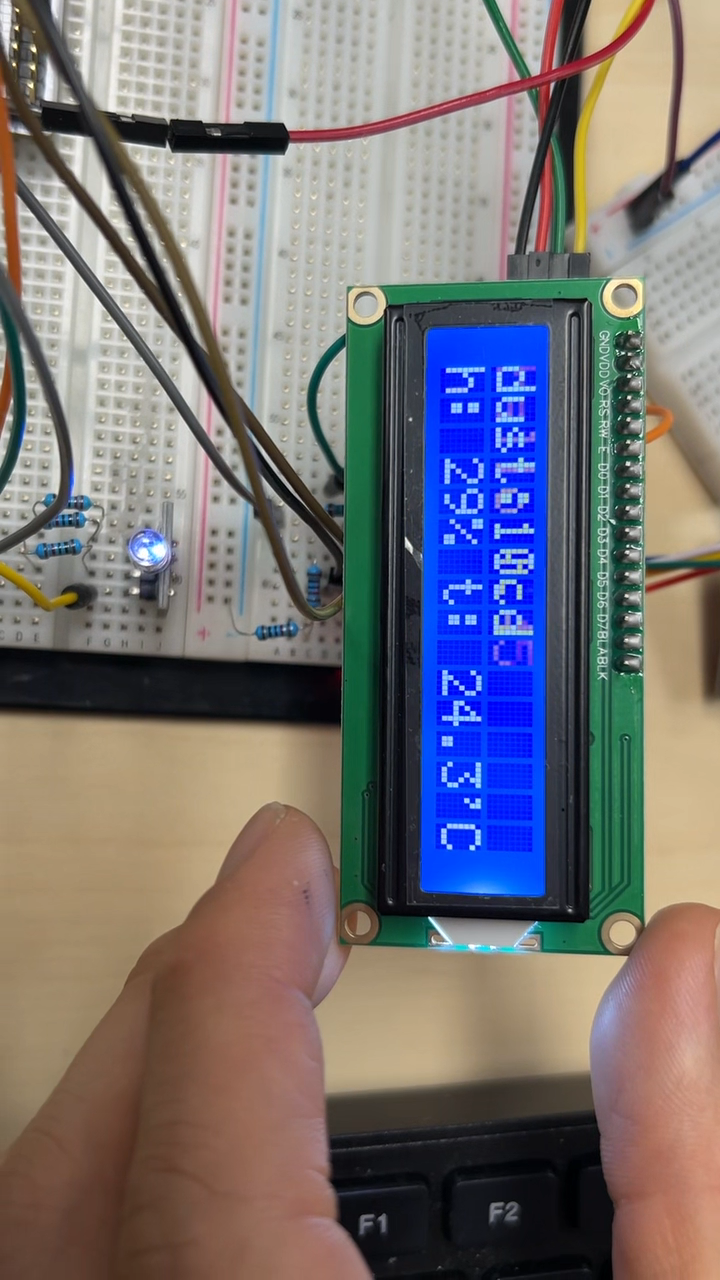 h: 29% t: 24.3'C
GND VDD VO RS RW E D0 D1 D2 D3 D4 D5 D6 D7 BLA BLK
F1
F2